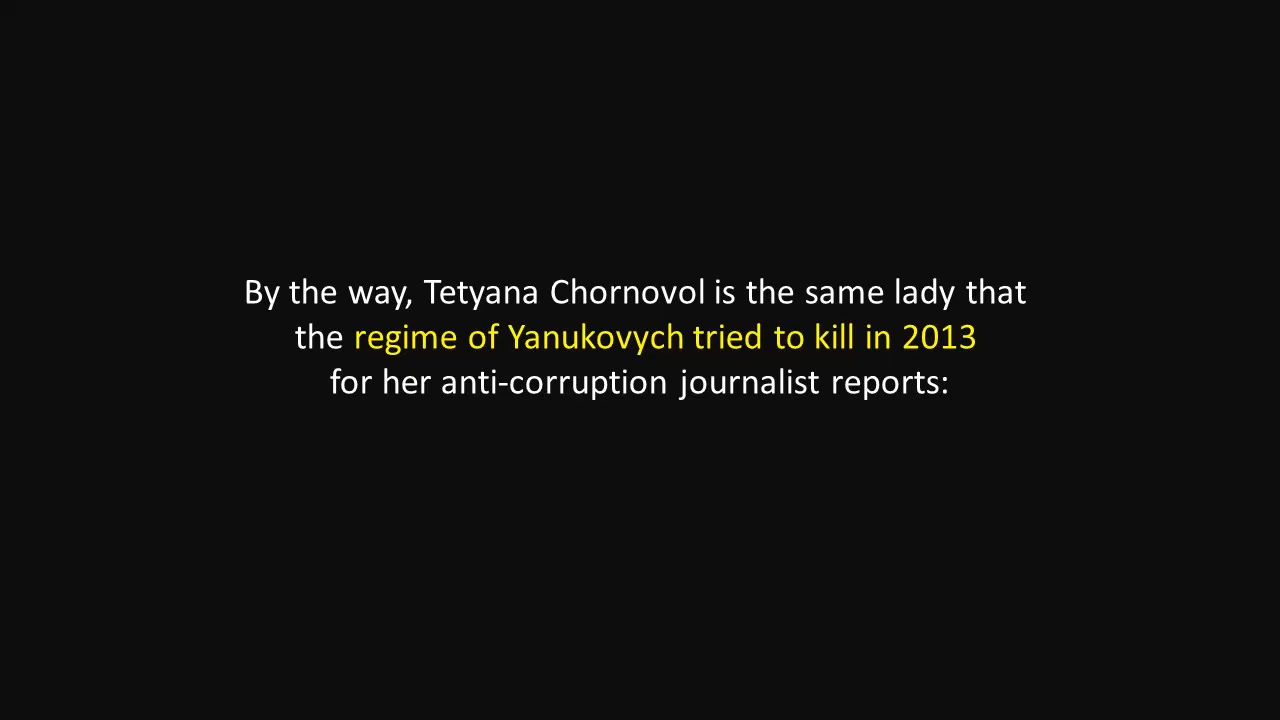 By the way, Tetyana Chornovol is the same lady that
the regime of Yanukovych tried to kill in 2013
for her anti-corruption journalist reports: